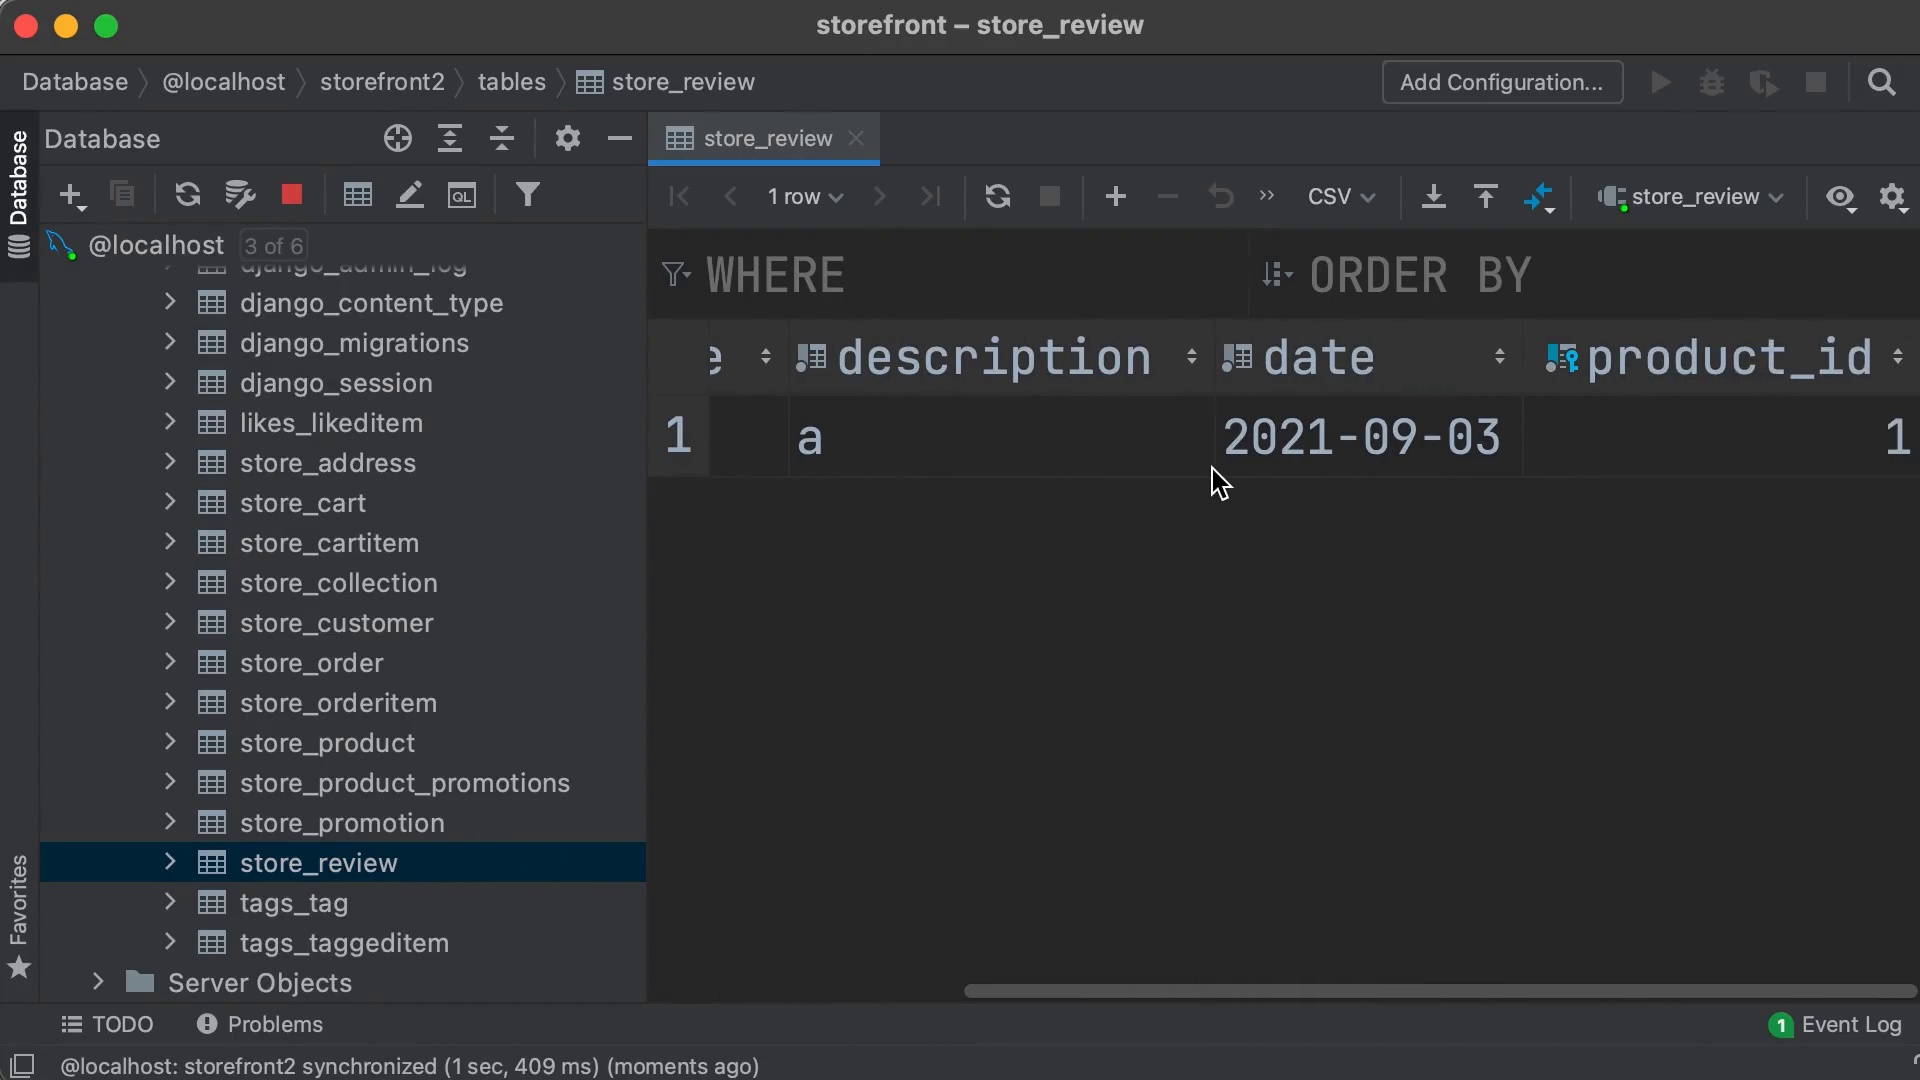 storefront – store_review
Database
@localhost
storefront2
tables
store_review
Add Configuration...
Database
Database
store_review
1 row
CSV
store_review
@localhost 3 of 6
WHERE
ORDER BY
django_admin_log
django_content_type
django_migrations
django_session
likes_likeditem
store_address
store_cart
store_cartitem
store_collection
store_customer
store_order
store_orderitem
store_product
store_product_promotions
store_promotion
store_review
tags_tag
tags_taggeditem
Server Objects
e description date product_id
1 a 2021-09-03 1
QL
Favorites
TODO
Problems
1 Event Log
@localhost: storefront2 synchronized (1 sec, 409 ms) (moments ago)